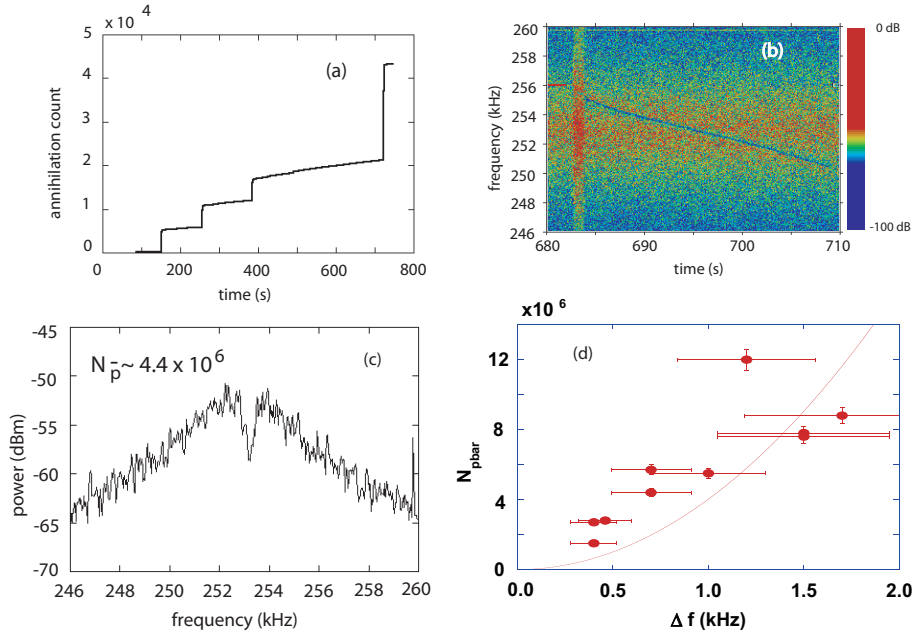 x 10 4
5
4
3
2
1
0
annihilation count
(a)
0 200 400 600 800
time (s)
260
258
256
254
252
250
248
246
frequency (kHz)
(b)
680 690 700 710
time (s)
0 dB
-100 dB
-45
-50
-55
-60
-65
-70
power (dBm)
N p̄ ~ 4.4 x 10 6
(c)
246 248 250 252 254 256 258 260
frequency (kHz)
x10 6
12
8
4
0
N pbar
(d)
0.0 0.5 1.0 1.5 2.0
Δ f (kHz)